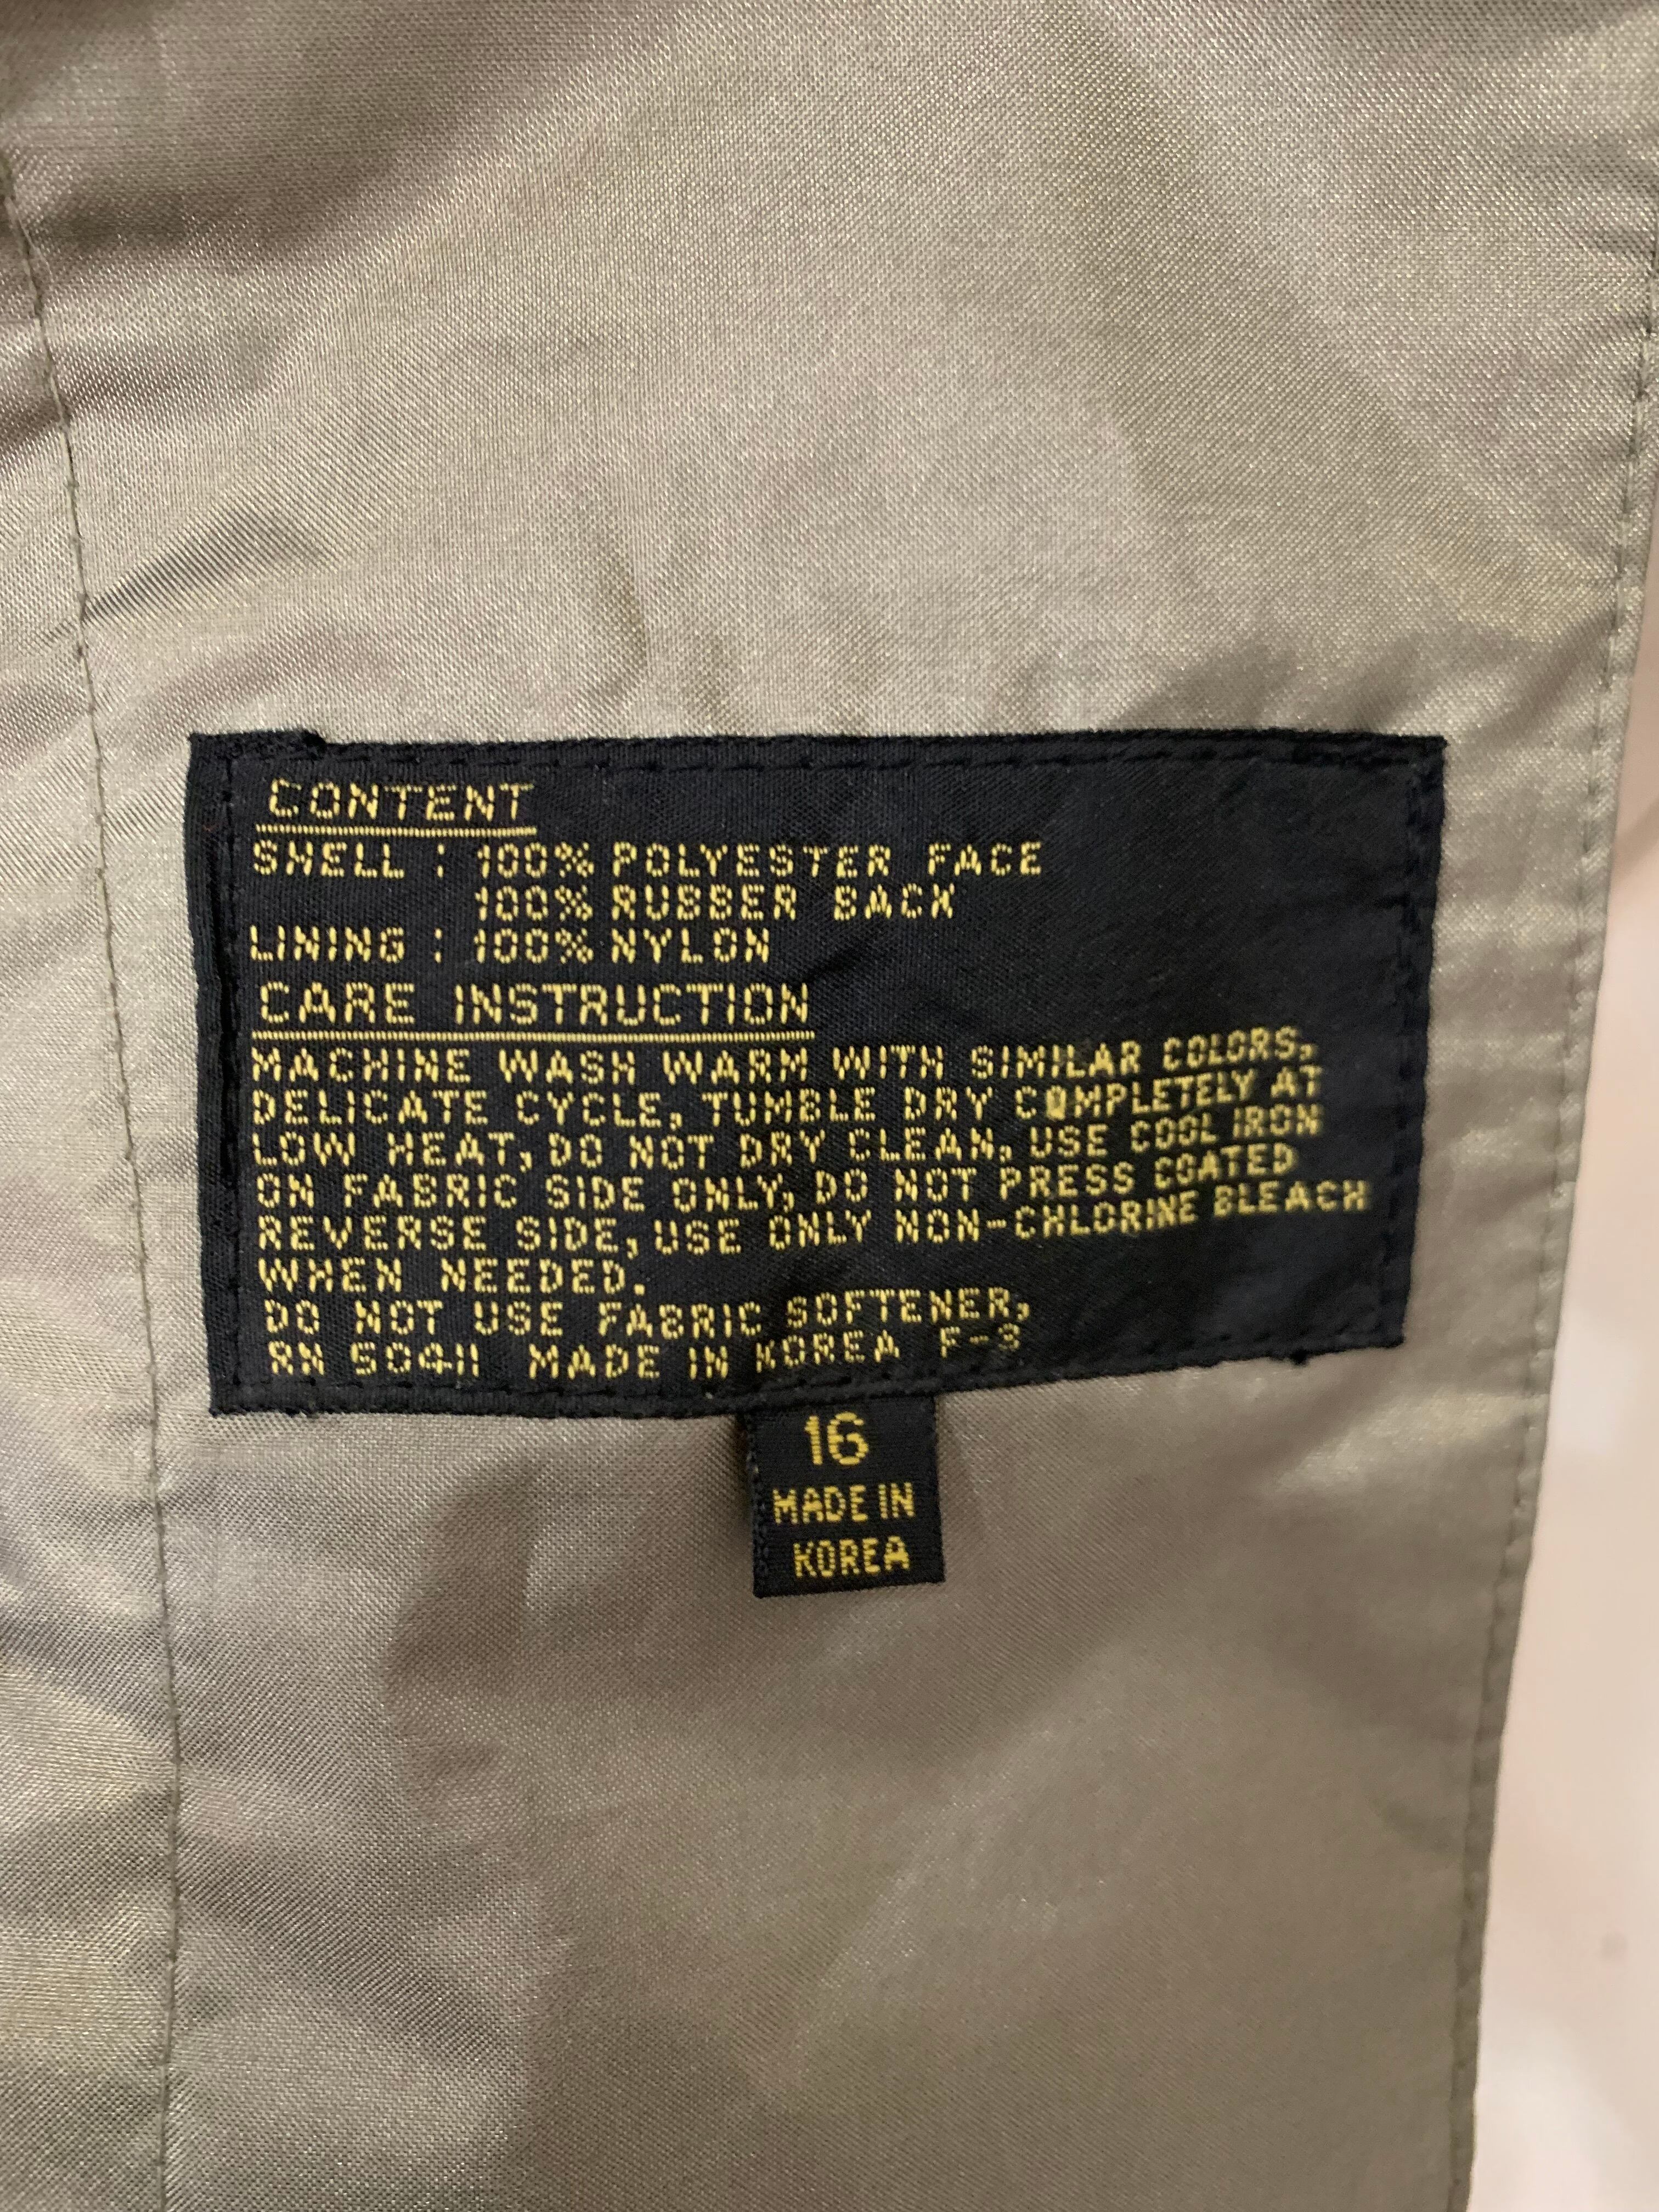 CONTENT
SHELL : 100% POLYESTER FACE
100% RUBBER BACK
LINING : 100% NYLON
CARE INSTRUCTION
MACHINE WASH WARM WITH SIMILAR COLORS,
DELICATE CYCLE, TUMBLE DRY COMPLETELY AT
LOW HEAT, DO NOT DRY CLEAN, USE COOL IRON
ON FABRIC SIDE ONLY, DO NOT PRESS COATED
REVERSE SIDE, USE ONLY NON-CHLORINE BLEACH
WHEN NEEDED.
DO NOT USE FABRIC SOFTENER,
RN 50411 MADE IN KOREA F-3
16
MADE IN
KOREA